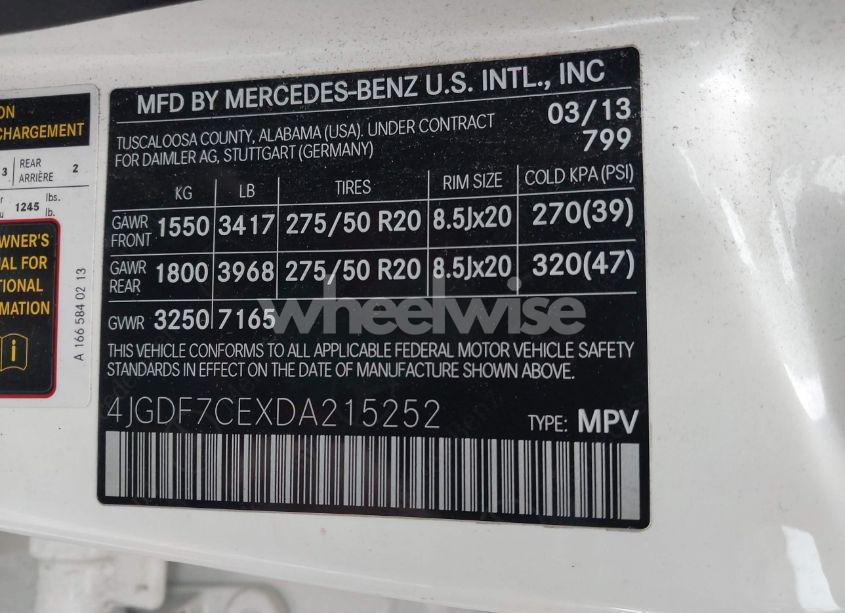 ON
CHARGEMENT
3 REAR ARRIÈRE 2
1245 lbs. lb.
WNER'S
AL FOR
TIONAL
RMATION
i
A 166 584 02 13
MFD BY MERCEDES-BENZ U.S. INTL., INC
TUSCALOOSA COUNTY, ALABAMA (USA). UNDER CONTRACT 03/13
FOR DAIMLER AG, STUTTGART (GERMANY) 799
KG LB TIRES RIM SIZE COLD KPA (PSI)
GAWR FRONT 1550 3417 275/50 R20 8.5Jx20 270(39)
GAWR REAR 1800 3968 275/50 R20 8.5Jx20 320(47)
GVWR 3250 7165
wheelwise
THIS VEHICLE CONFORMS TO ALL APPLICABLE FEDERAL MOTOR VEHICLE SAFETY
STANDARDS IN EFFECT ON THE DATE OF MANUFACTURE SHOWN ABOVE.
4JGDF7CEXDA215252 TYPE: MPV